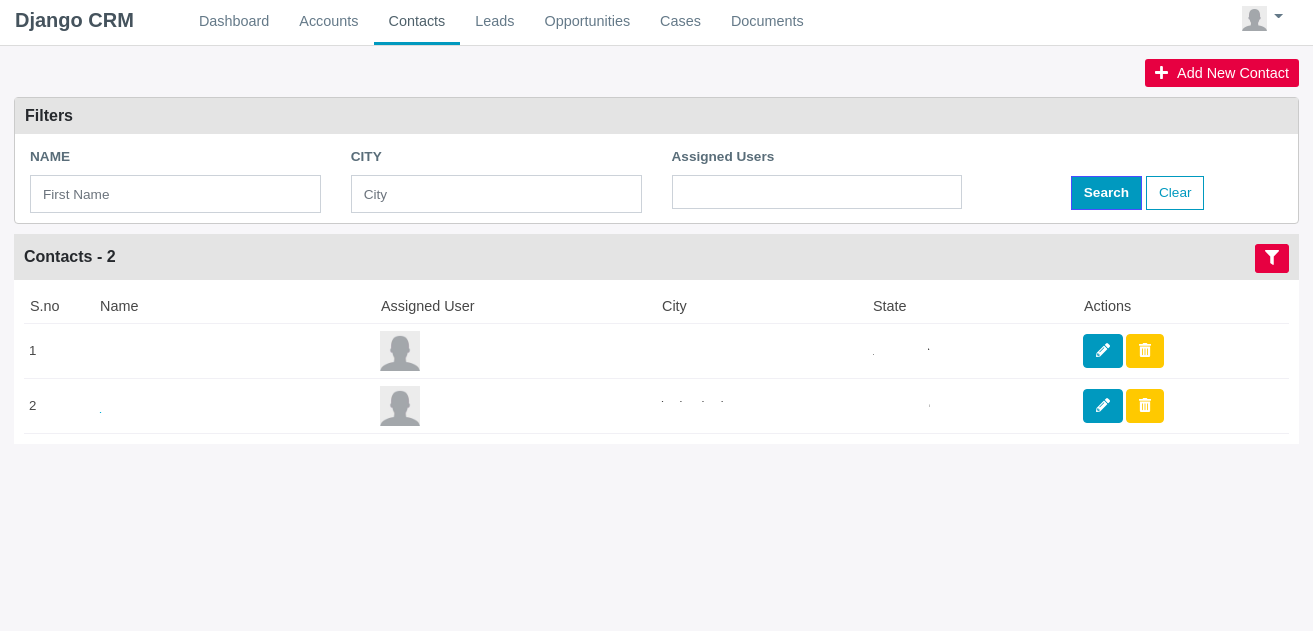 Django CRM Dashboard Accounts Contacts Leads Opportunities Cases Documents
Add New Contact
Filters
NAME CITY Assigned Users
First Name City Search Clear
Contacts - 2
S.no Name Assigned User City State Actions
1
2